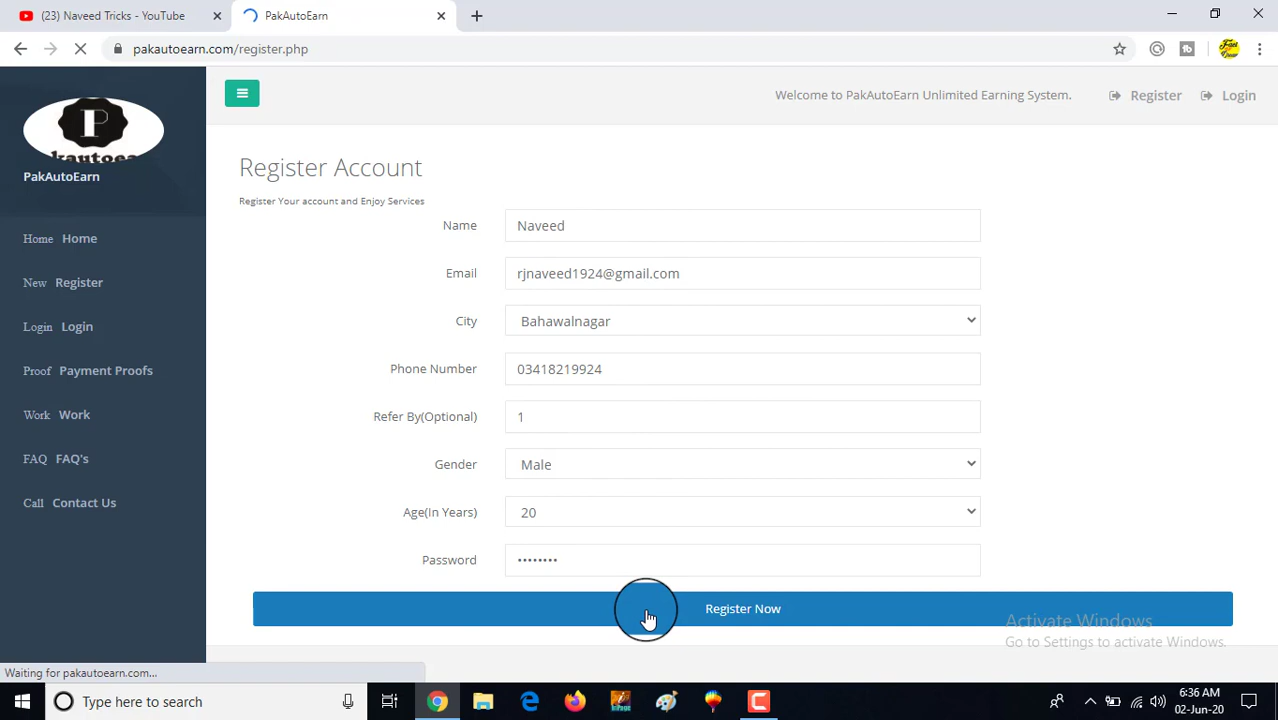 (23) Naveed Tricks - YouTube
PakAutoEarn
pakautoearn.com/register.php
P
PakAutoEarn
Welcome to PakAutoEarn Unlimited Earning System.
Register
Login
Home Home
New Register
Login Login
Proof Payment Proofs
Work Work
FAQ FAQ's
Call Contact Us
Register Account
Register Your account and Enjoy Services
Name Naveed
Email rjnaveed1924@gmail.com
City Bahawalnagar
Phone Number 03418219924
Refer By(Optional) 1
Gender Male
Age(In Years) 20
Password ••••••••
Register Now
Activate Windows
Go to Settings to activate Windows.
Waiting for pakautoearn.com...
Type here to search
6:36 AM
02-Jun-20